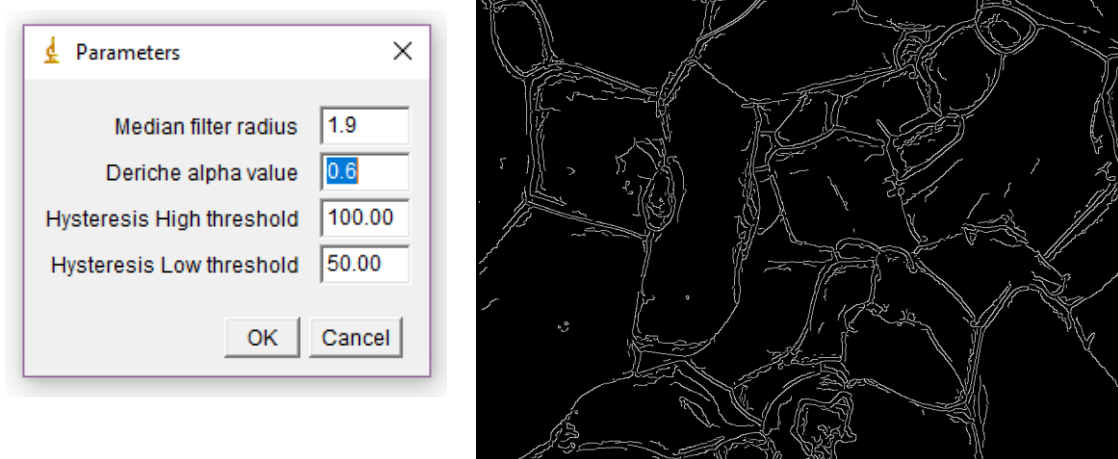 Parameters
Median filter radius 1.9
Deriche alpha value 0.6
Hysteresis High threshold 100.00
Hysteresis Low threshold 50.00
OK Cancel